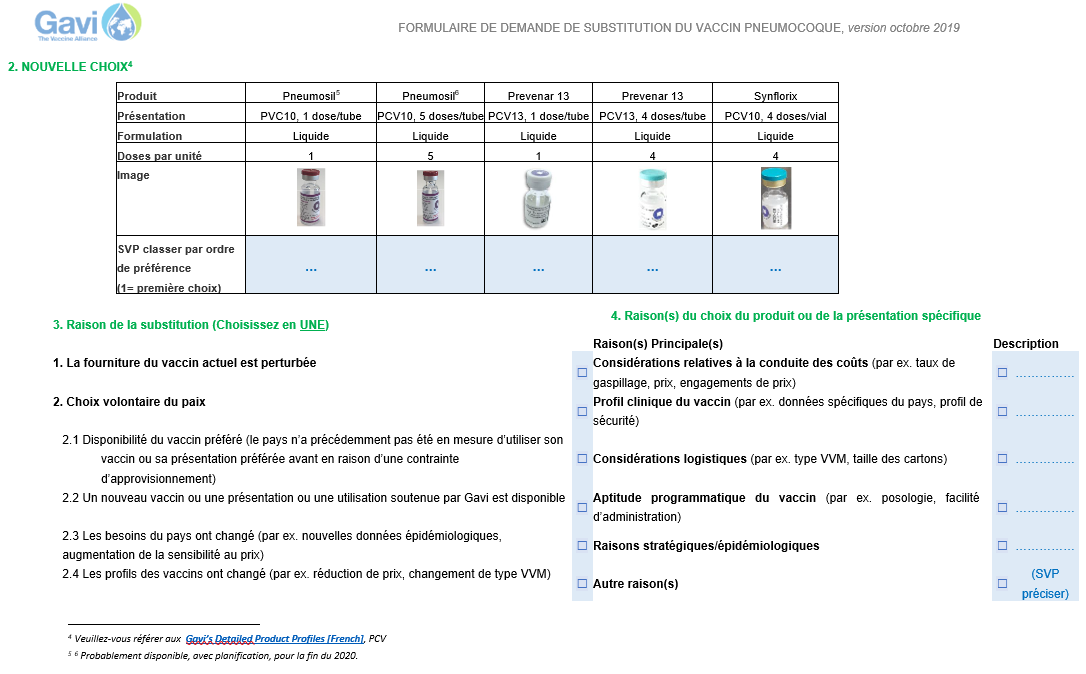 Gavi
The Vaccine Alliance
FORMULAIRE DE DEMANDE DE SUBSTITUTION DU VACCIN PNEUMOCOQUE, version octobre 2019
2. NOUVELLE CHOIX⁴
Produit Pneumosil⁵ Pneumosil⁶ Prevenar 13 Prevenar 13 Synflorix
Présentation PVC10, 1 dose/tube PCV10, 5 doses/tube PCV13, 1 dose/tube PCV13, 4 doses/tube PCV10, 4 doses/vial
Formulation Liquide Liquide Liquide Liquide Liquide
Doses par unité 1 5 1 4 4
Image
SVP classer par ordre
de préférence ... ... ... ... ...
(1= première choix)
3. Raison de la substitution (Choisissez en UNE)
1. La fourniture du vaccin actuel est perturbée
2. Choix volontaire du paix
2.1 Disponibilité du vaccin préféré (le pays n'a précédemment pas été en mesure d'utiliser son
vaccin ou sa présentation préférée avant en raison d'une contrainte
d'approvisionnement)
2.2 Un nouveau vaccin ou une présentation ou une utilisation soutenue par Gavi est disponible
2.3 Les besoins du pays ont changé (par ex. nouvelles données épidémiologiques,
augmentation de la sensibilité au prix)
2.4 Les profils des vaccins ont changé (par ex. réduction de prix, changement de type VVM)
4. Raison(s) du choix du produit ou de la présentation spécifique
Raison(s) Principale(s) Description
☐ Considérations relatives à la conduite des coûts (par ex. taux de ☐ ...............
gaspillage, prix, engagements de prix)
☐ Profil clinique du vaccin (par ex. données spécifiques du pays, profil de ☐ ...............
sécurité)
☐ Considérations logistiques (par ex. type VVM, taille des cartons) ☐ ...............
☐ Aptitude programmatique du vaccin (par ex. posologie, facilité ☐ ...............
d'administration)
☐ Raisons stratégiques/épidémiologiques ☐ ...............
☐ Autre raison(s) ☐ (SVP
préciser)
⁴ Veuillez-vous référer aux Gavi's Detailed Product Profiles [French], PCV
⁵ ⁶ Probablement disponible, avec planification, pour la fin du 2020.